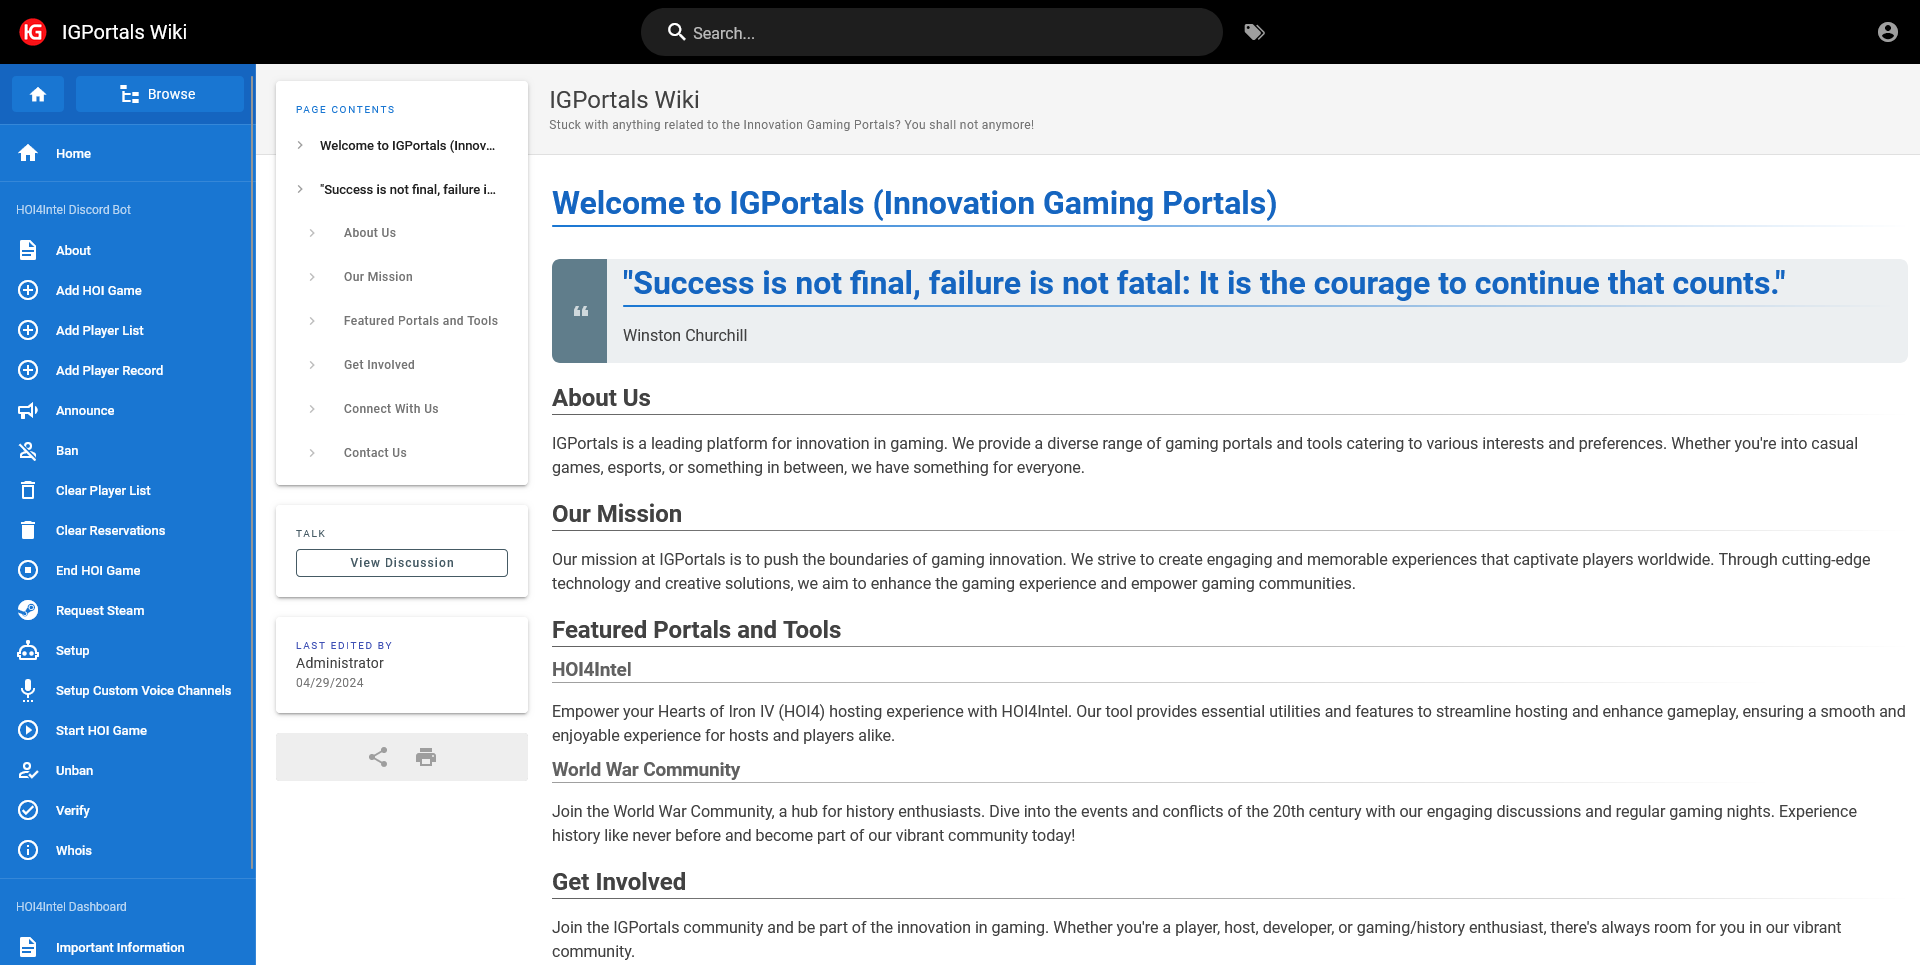 IG
IGPortals Wiki
Search...
Browse
Home
HOI4Intel Discord Bot
About
Add HOI Game
Add Player List
Add Player Record
Announce
Ban
Clear Player List
Clear Reservations
End HOI Game
Request Steam
Setup
Setup Custom Voice Channels
Start HOI Game
Unban
Verify
Whois
HOI4Intel Dashboard
Important Information
PAGE CONTENTS
Welcome to IGPortals (Innov...
"Success is not final, failure i...
About Us
Our Mission
Featured Portals and Tools
Get Involved
Connect With Us
Contact Us
TALK
View Discussion
LAST EDITED BY
Administrator
04/29/2024
IGPortals Wiki
Stuck with anything related to the Innovation Gaming Portals? You shall not anymore!
Welcome to IGPortals (Innovation Gaming Portals)
"Success is not final, failure is not fatal: It is the courage to continue that counts."
Winston Churchill
About Us
IGPortals is a leading platform for innovation in gaming. We provide a diverse range of gaming portals and tools catering to various interests and preferences. Whether you're into casual
games, esports, or something in between, we have something for everyone.
Our Mission
Our mission at IGPortals is to push the boundaries of gaming innovation. We strive to create engaging and memorable experiences that captivate players worldwide. Through cutting-edge
technology and creative solutions, we aim to enhance the gaming experience and empower gaming communities.
Featured Portals and Tools
HOI4Intel
Empower your Hearts of Iron IV (HOI4) hosting experience with HOI4Intel. Our tool provides essential utilities and features to streamline hosting and enhance gameplay, ensuring a smooth and
enjoyable experience for hosts and players alike.
World War Community
Join the World War Community, a hub for history enthusiasts. Dive into the events and conflicts of the 20th century with our engaging discussions and regular gaming nights. Experience
history like never before and become part of our vibrant community today!
Get Involved
Join the IGPortals community and be part of the innovation in gaming. Whether you're a player, host, developer, or gaming/history enthusiast, there's always room for you in our vibrant
community.